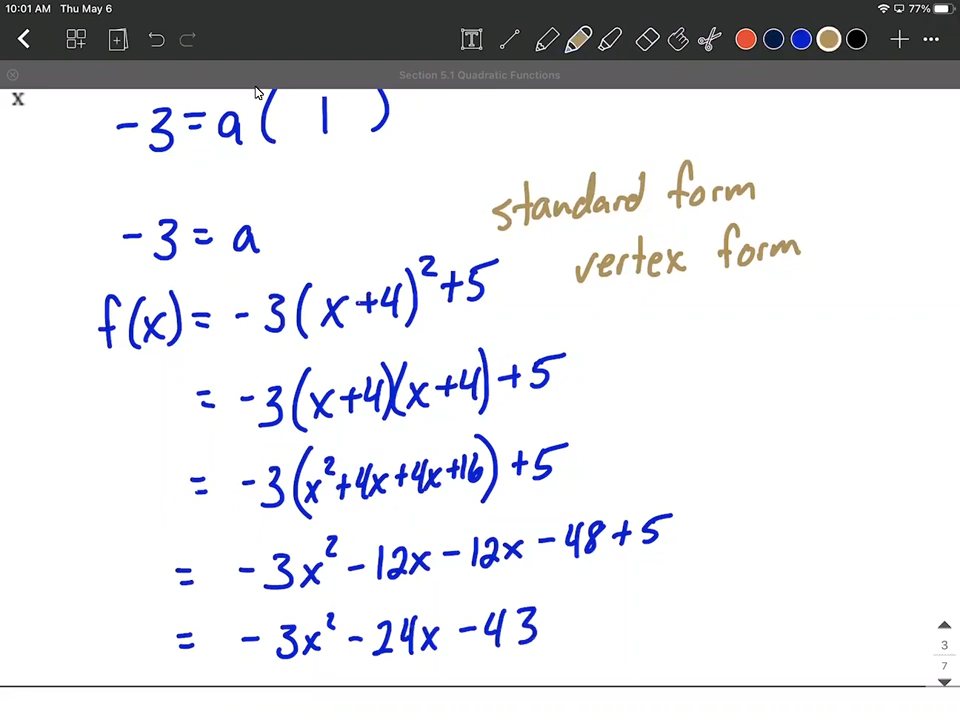 10:01 AM Thu May 6 77%
Section 5.1 Quadratic Functions
x
-3 = a( 1 )
standard form
-3 = a
vertex form
f(x) = -3(x+4)²+5
= -3(x+4)(x+4)+5
= -3(x²+4x+4x+16)+5
= -3x²-12x-12x-48+5
= -3x²-24x-43
3
7